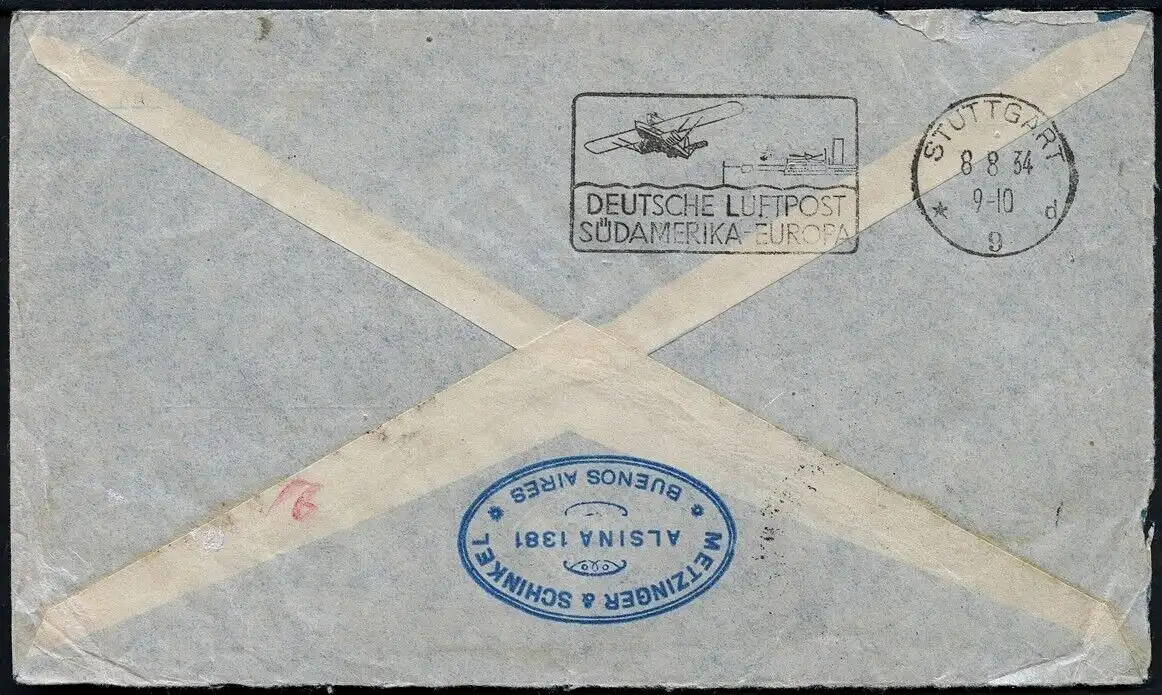 DEUTSCHE LUFTPOST
SÜDAMERIKA-EUROPA
STUTTGART
8 8 34
9-10
* d
9
METZINGER & SCHINKEL
ALSINA 1381
* BUENOS AIRES *